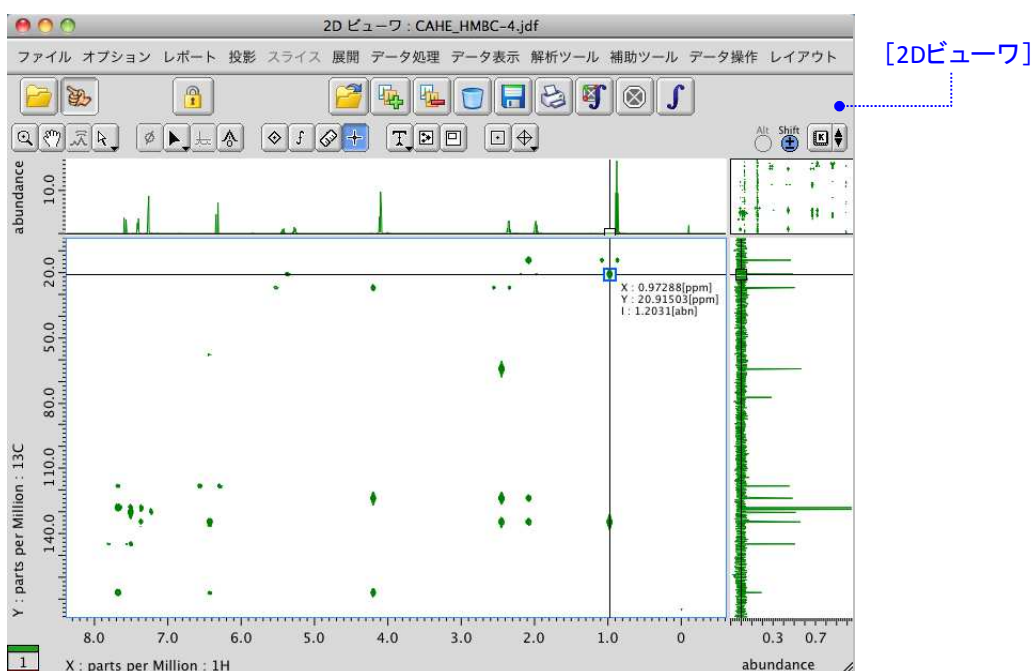 2D ビューワ : CAHE_HMBC-4.jdf
ファイル オプション レポート 投影 スライス 展開 データ処理 データ表示 解析ツール 補助ツール データ操作 レイアウト
[2Dビューワ]
Alt Shift
abundance
10.0
20.0
50.0
80.0
110.0
140.0
Y : parts per Million : 13C
X : 0.97288[ppm]
Y : 20.91503[ppm]
I : 1.2031[abn]
8.0 7.0 6.0 5.0 4.0 3.0 2.0 1.0 0
0.3 0.7
1
X : parts per Million : 1H
abundance